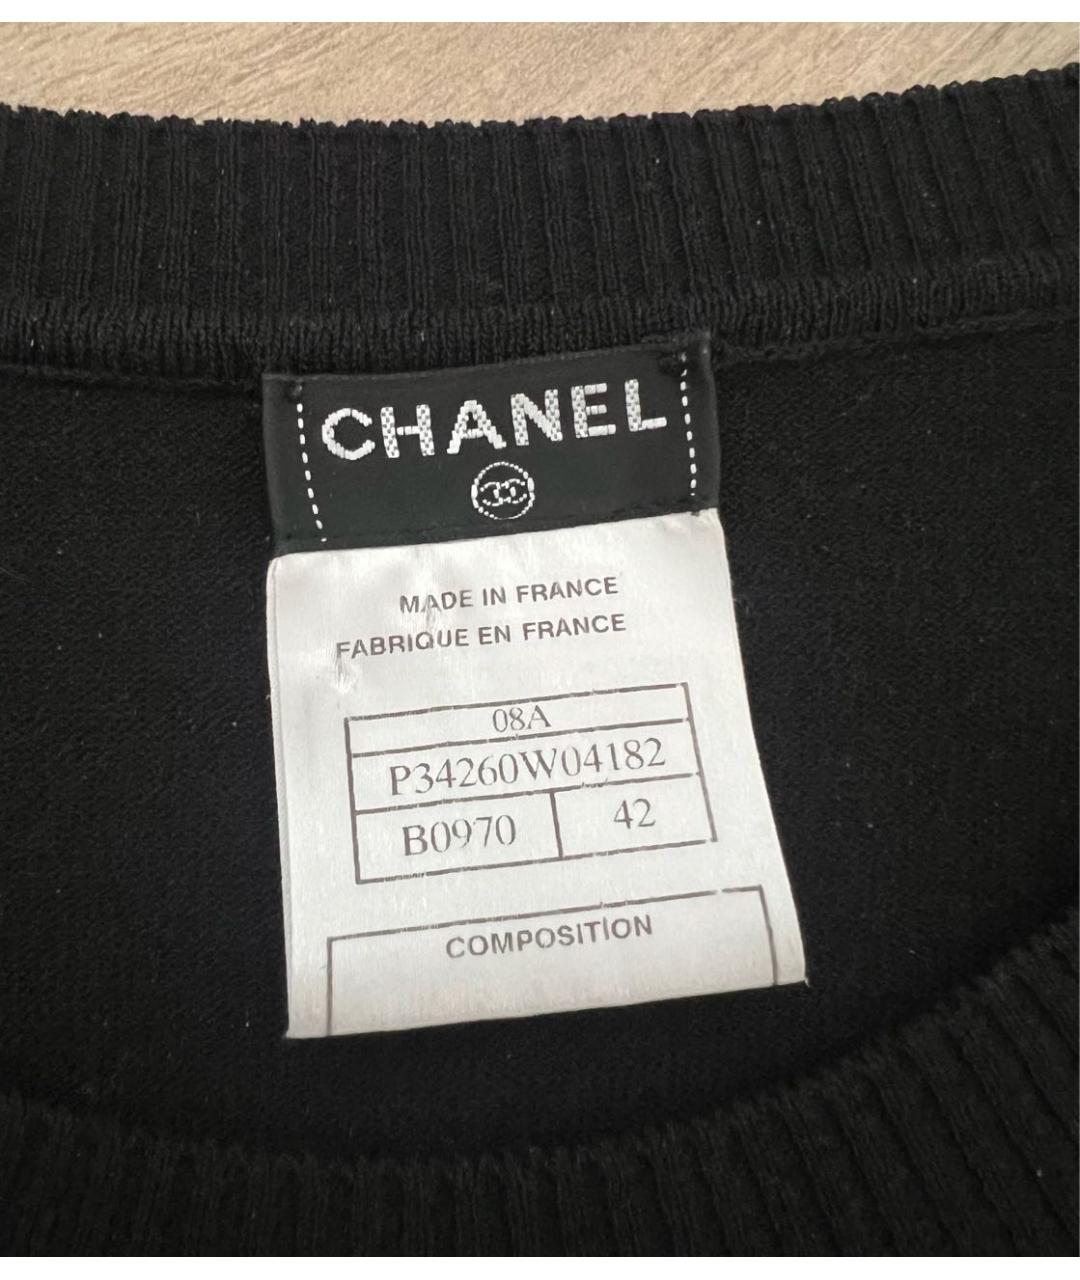 CHANEL
MADE IN FRANCE
FABRIQUE EN FRANCE
08A
P34260W04182
B0970 42
COMPOSITION